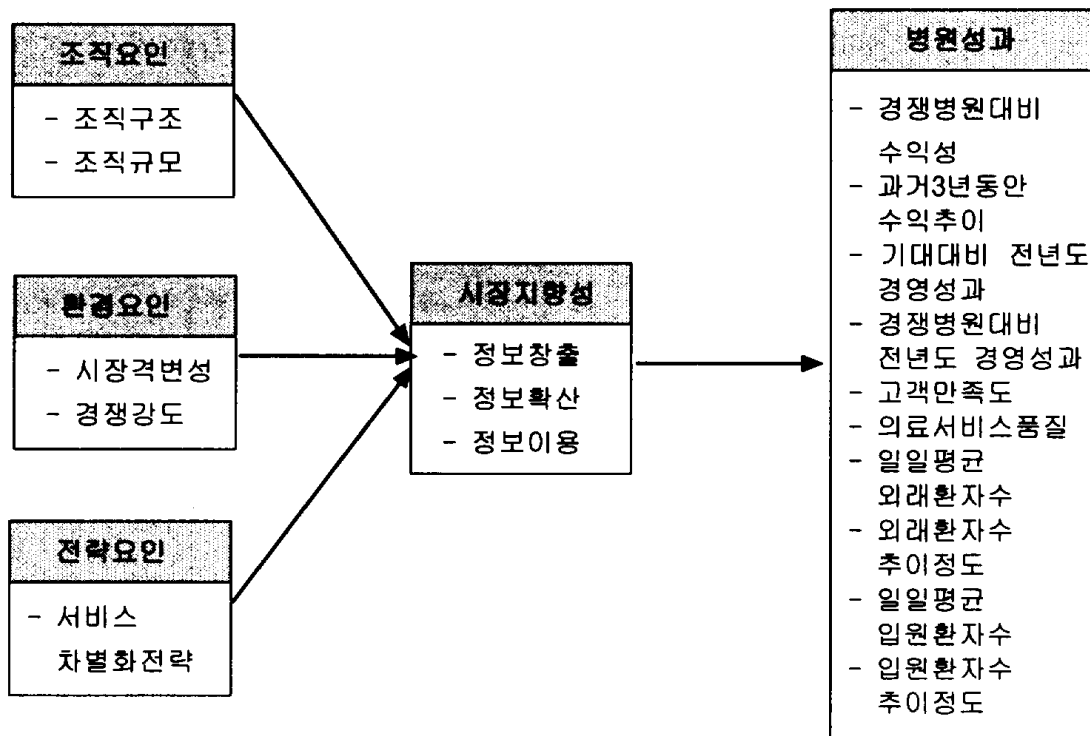 조직요인
- 조직구조
- 조직규모
환경요인
- 시장격변성
- 경쟁강도
전략요인
- 서비스
차별화전략
시장지향성
- 정보창출
- 정보확산
- 정보이용
병원성과
- 경쟁병원대비
수익성
- 과거3년동안
수익추이
- 기대대비 전년도
경영성과
- 경쟁병원대비
전년도 경영성과
- 고객만족도
- 의료서비스품질
- 일일평균
외래환자수
- 외래환자수
추이정도
- 일일평균
입원환자수
- 입원환자수
추이정도